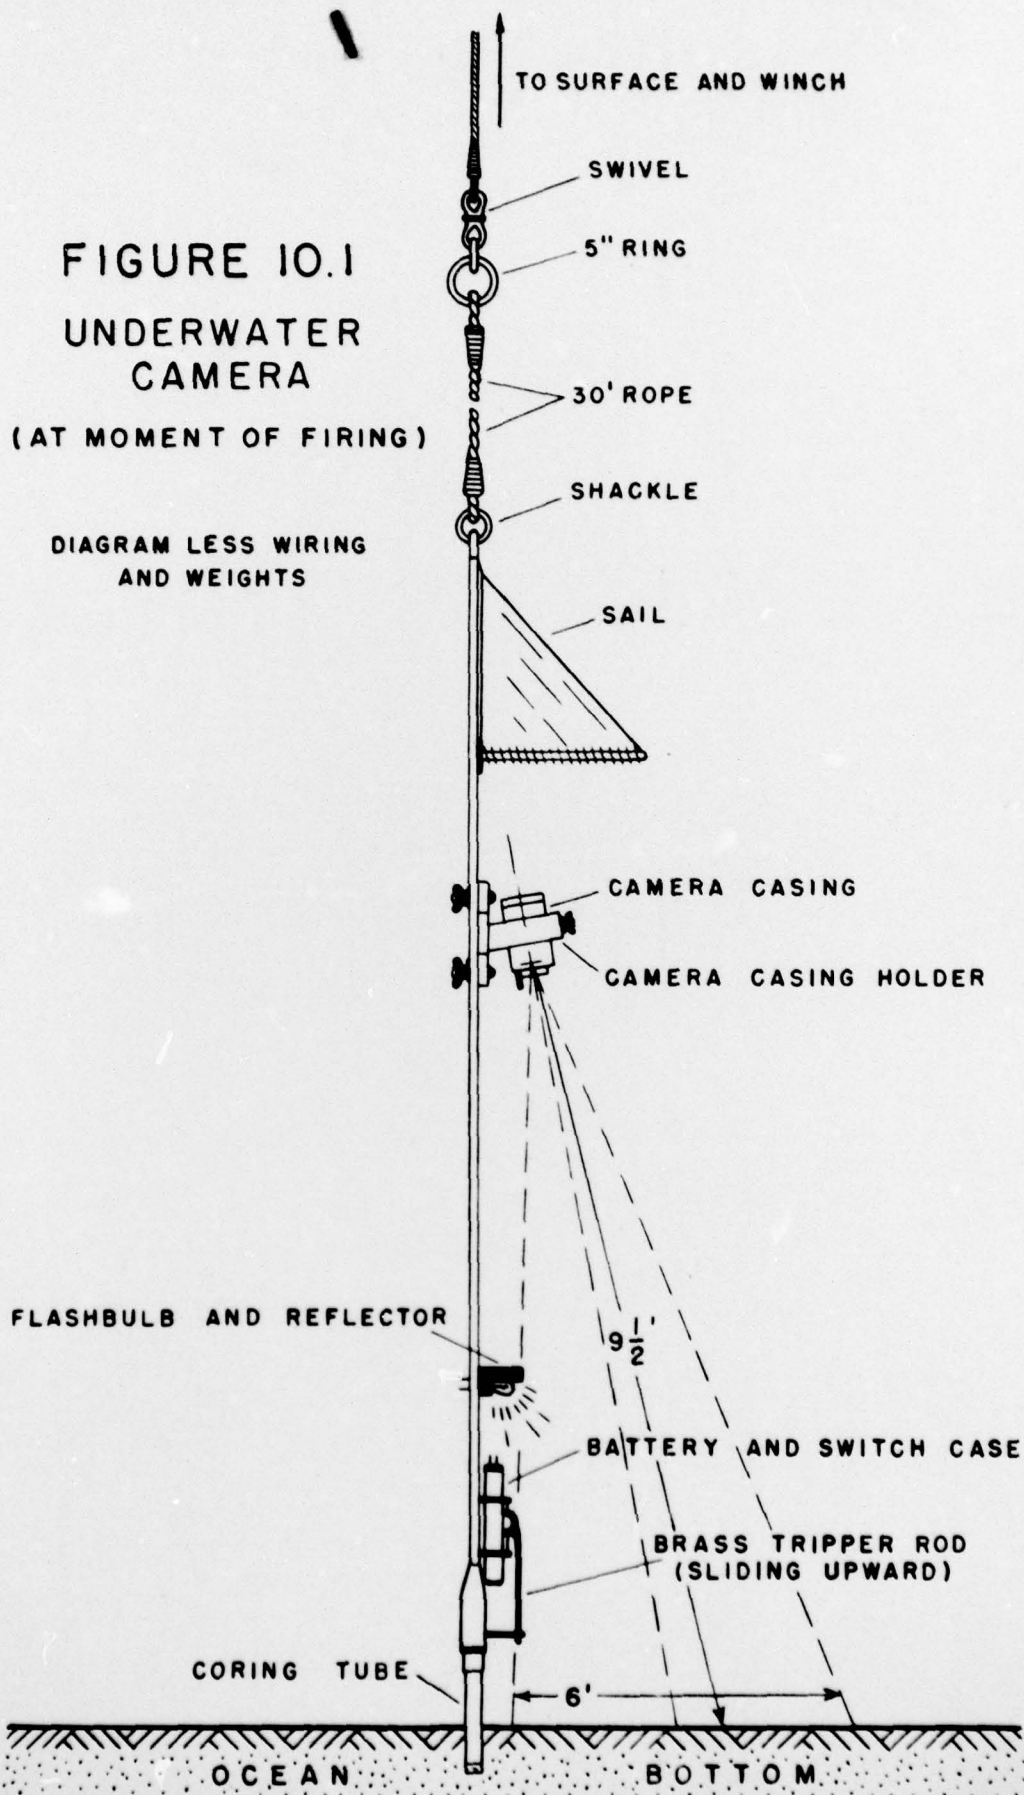 TO SURFACE AND WINCH
SWIVEL
5" RING
FIGURE 10.1
UNDERWATER
CAMERA
(AT MOMENT OF FIRING)
30' ROPE
SHACKLE
DIAGRAM LESS WIRING
AND WEIGHTS
SAIL
CAMERA CASING
CAMERA CASING HOLDER
FLASHBULB AND REFLECTOR
9 1/2'
BATTERY AND SWITCH CASE
BRASS TRIPPER ROD
(SLIDING UPWARD)
CORING TUBE
6'
OCEAN BOTTOM